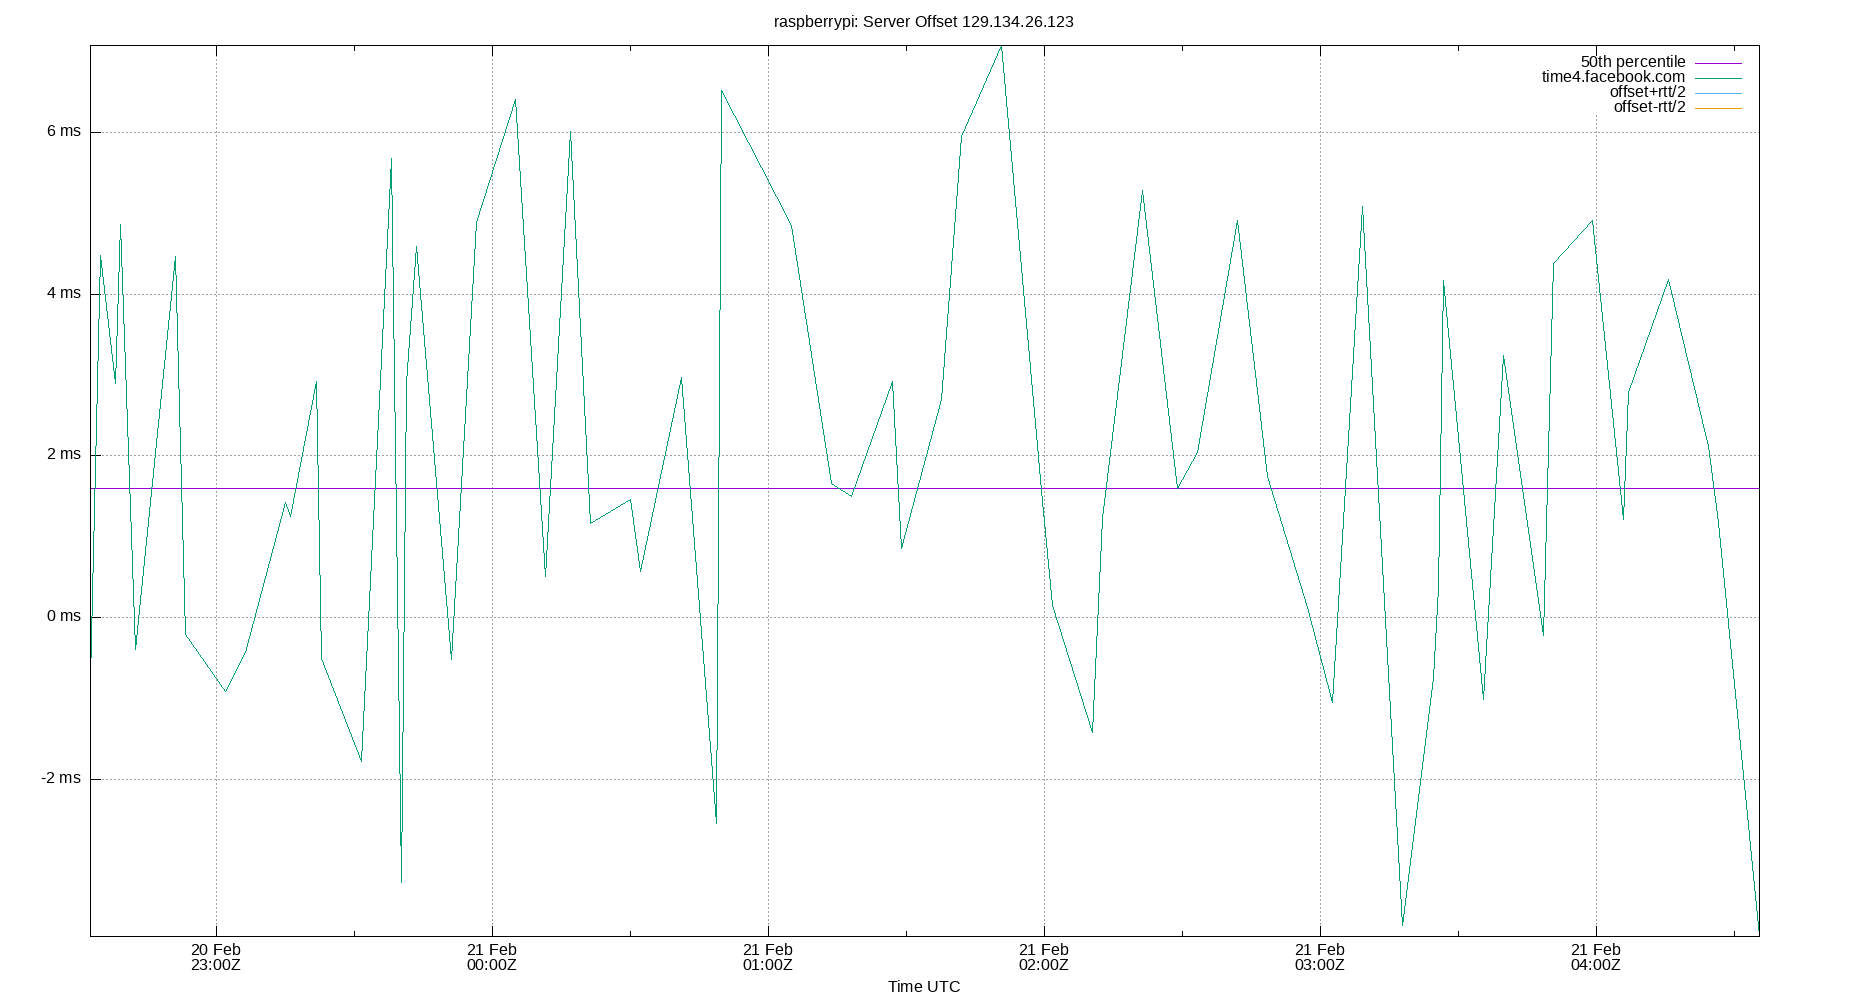 raspberrypi: Server Offset 129.134.26.123
50th percentile
time4.facebook.com
offset+rtt/2
offset-rtt/2
6 ms
4 ms
2 ms
0 ms
-2 ms
20 Feb 21 Feb 21 Feb 21 Feb 21 Feb 21 Feb
23:00Z 00:00Z 01:00Z 02:00Z 03:00Z 04:00Z
Time UTC